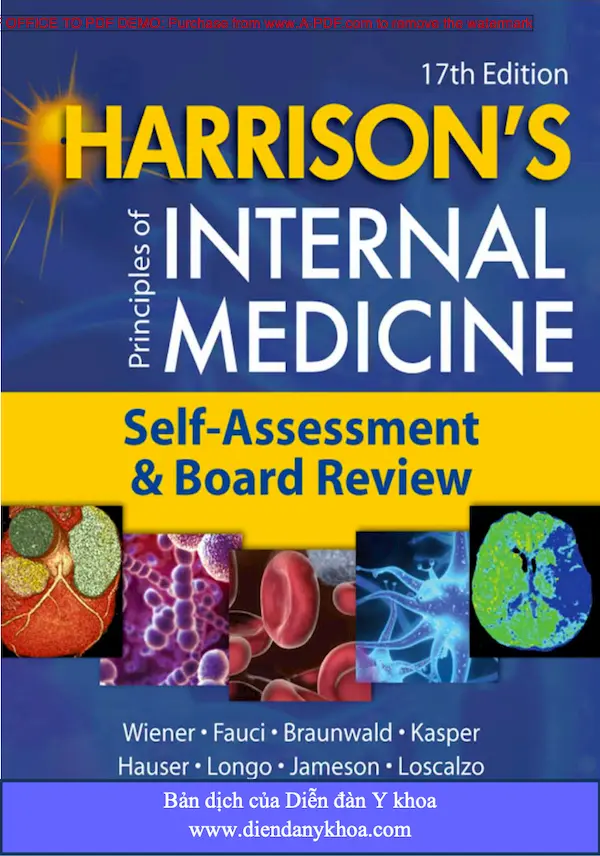 OFFICE TO PDF DEMO: Purchase from www.A-PDF.com to remove the watermark
17th Edition
HARRISON'S
Principles of
INTERNAL
MEDICINE
Self-Assessment
& Board Review
Wiener • Fauci • Braunwald • Kasper
Hauser • Longo • Jameson • Loscalzo
Bản dịch của Diễn đàn Y khoa
www.diendanykhoa.com